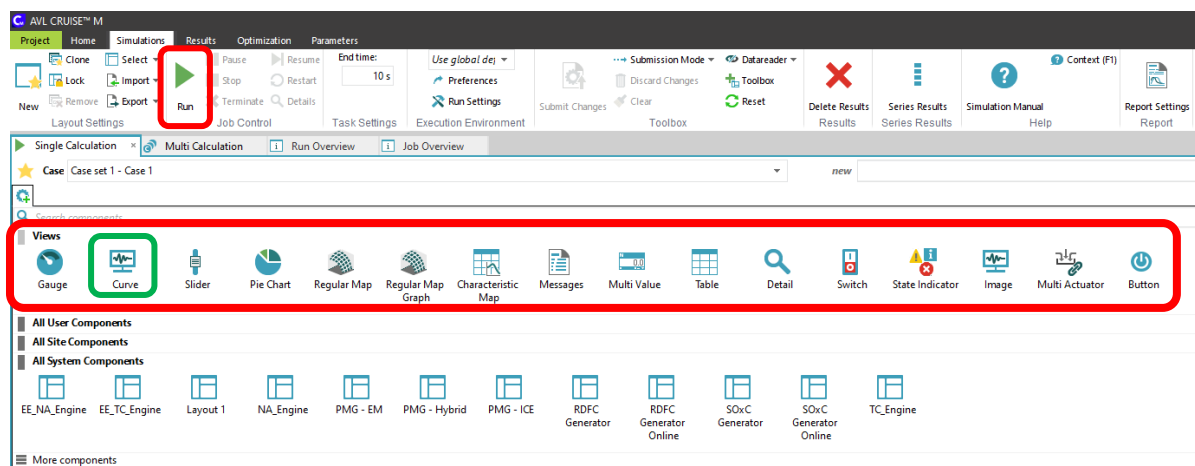 AVL CRUISE™ M
Project Home Simulations Results Optimization Parameters
Clone Select Pause Resume End time: Use global de Submission Mode Datareader Context (F1)
Lock Import Stop Restart 10 s Preferences Discard Changes Toolbox
New Remove Export Run Terminate Details Run Settings Submit Changes Clear Reset Delete Results Series Results Simulation Manual Report Settings
Layout Settings Job Control Task Settings Execution Environment Toolbox Results Series Results Help Report
Single Calculation × Multi Calculation Run Overview Job Overview
Case Case set 1 - Case 1 new
Search components
Views
Gauge Curve Slider Pie Chart Regular Map Regular Map Characteristic Messages Multi Value Table Detail Switch State Indicator Image Multi Actuator Button
Graph Map
All User Components
All Site Components
All System Components
EE_NA_Engine EE_TC_Engine Layout 1 NA_Engine PMG - EM PMG - Hybrid PMG - ICE RDFC RDFC SOxC SOxC TC_Engine
Generator Generator Generator Generator
Online Online
More components